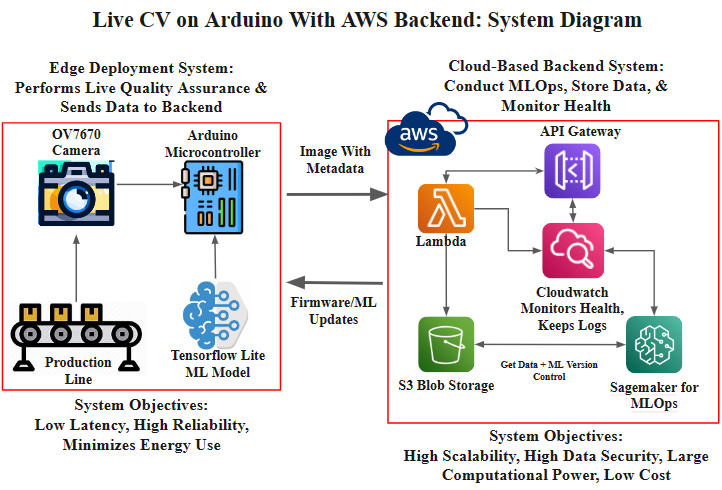 Live CV on Arduino With AWS Backend: System Diagram
Edge Deployment System:
Performs Live Quality Assurance &
Sends Data to Backend
OV7670
Camera
Arduino
Microcontroller
Production
Line
Tensorflow Lite
ML Model
System Objectives:
Low Latency, High Reliability,
Minimizes Energy Use
Image With
Metadata
Firmware/ML
Updates
Cloud-Based Backend System:
Conduct MLOps, Store Data, &
Monitor Health
aws
API Gateway
Lambda
Cloudwatch
Monitors Health,
Keeps Logs
S3 Blob Storage
Get Data + ML Version
Control
Sagemaker for
MLOps
System Objectives:
High Scalability, High Data Security, Large
Computational Power, Low Cost